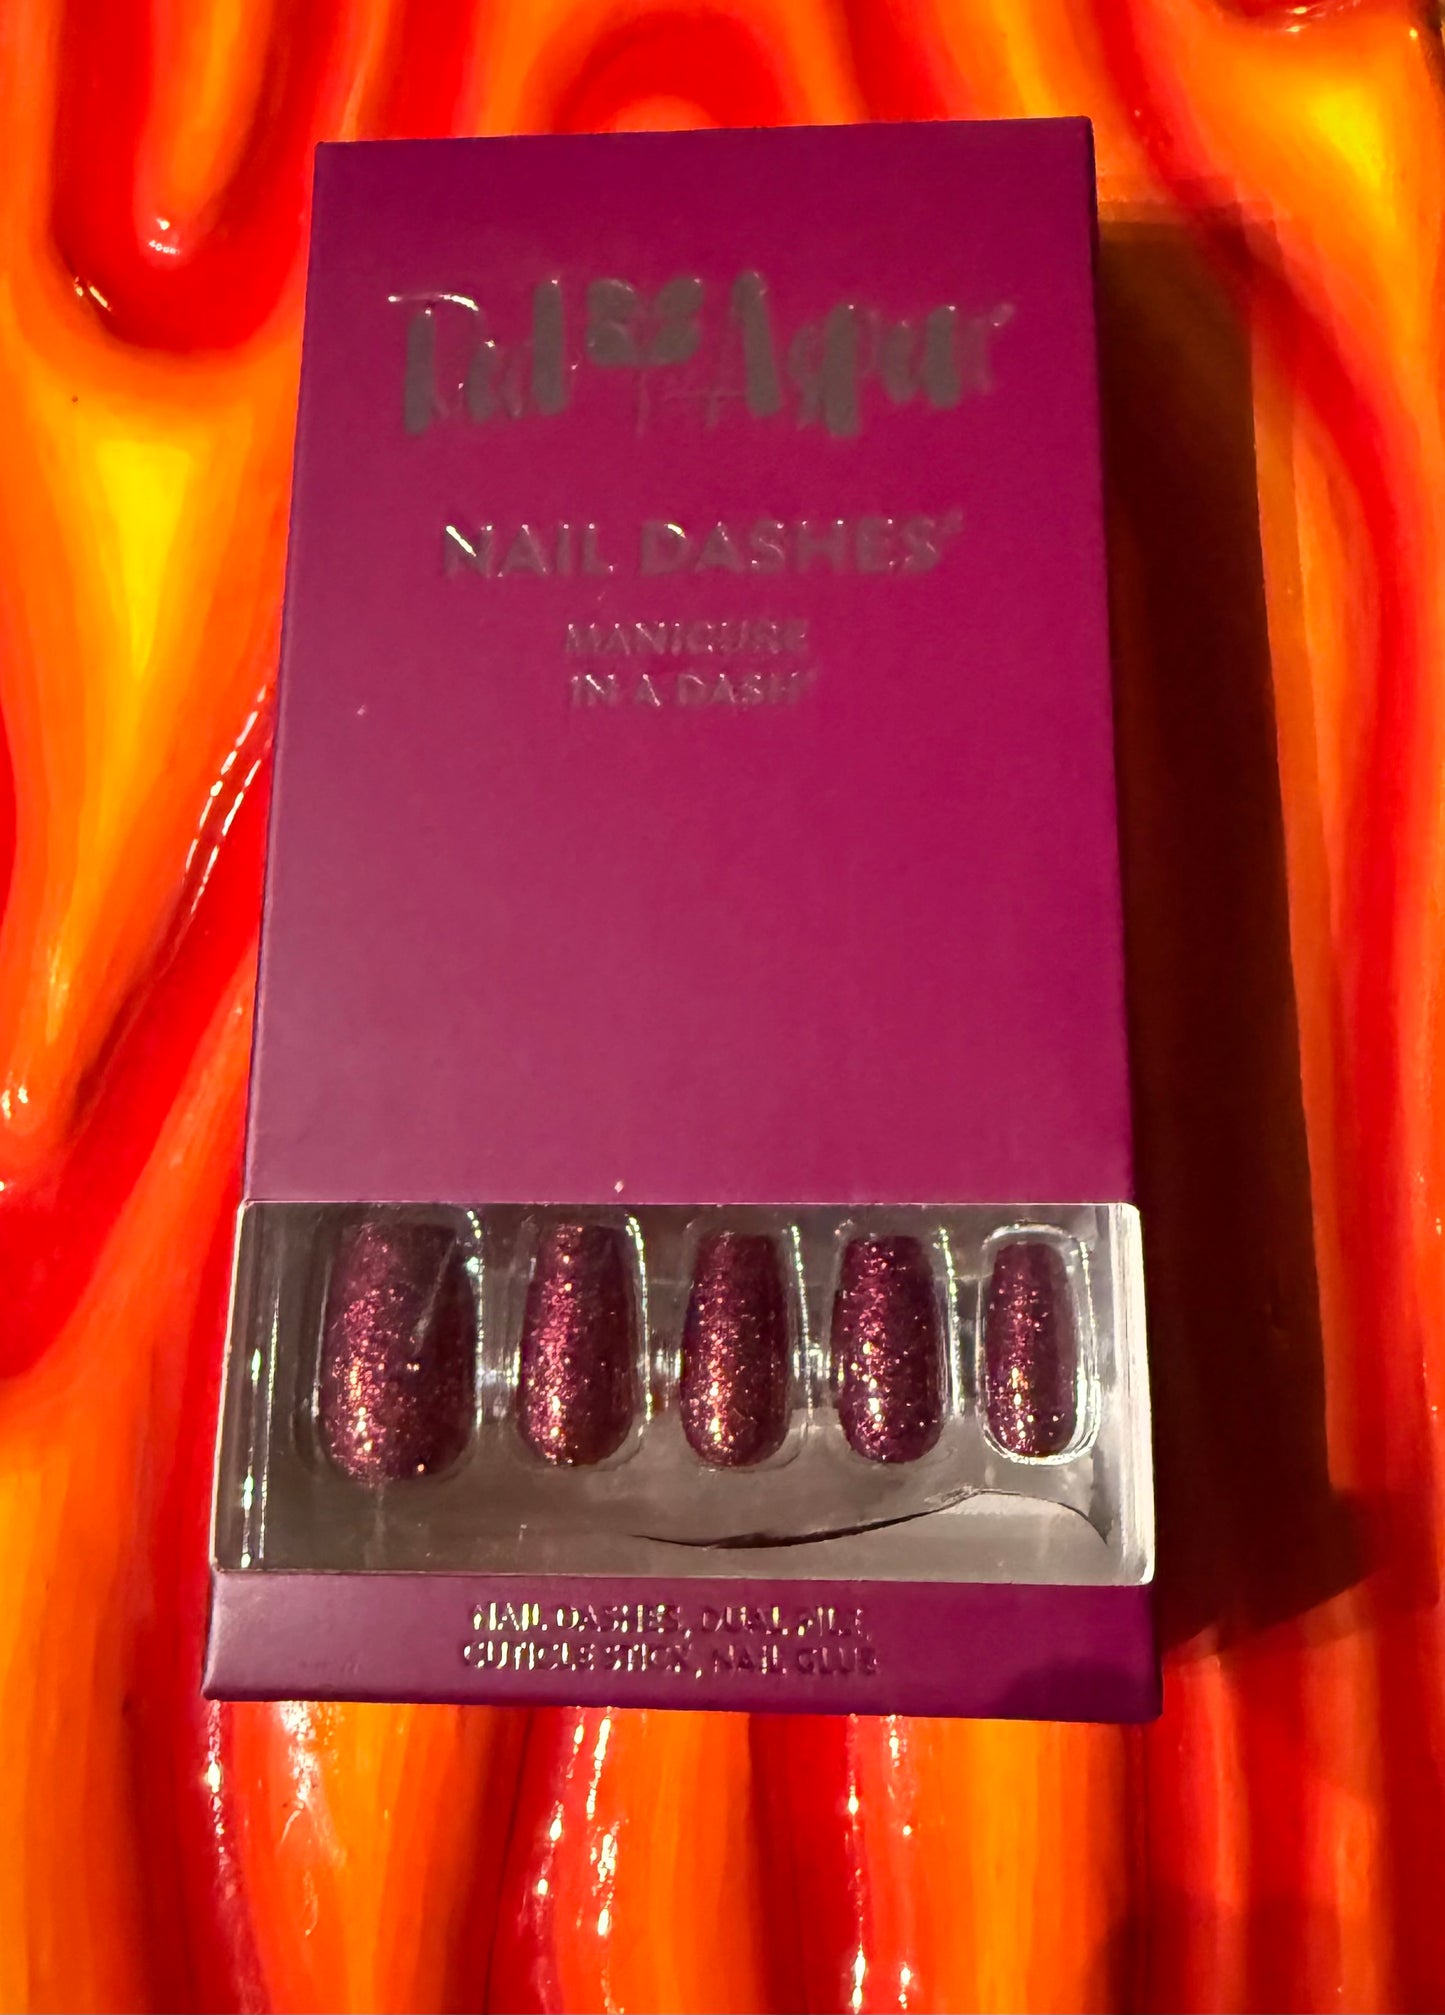 Red Aspen
NAIL DASHES®
MANICURE
IN A DASH®
NAIL DASHES, DUAL FILE,
CUTICLE STICK, NAIL GLUE